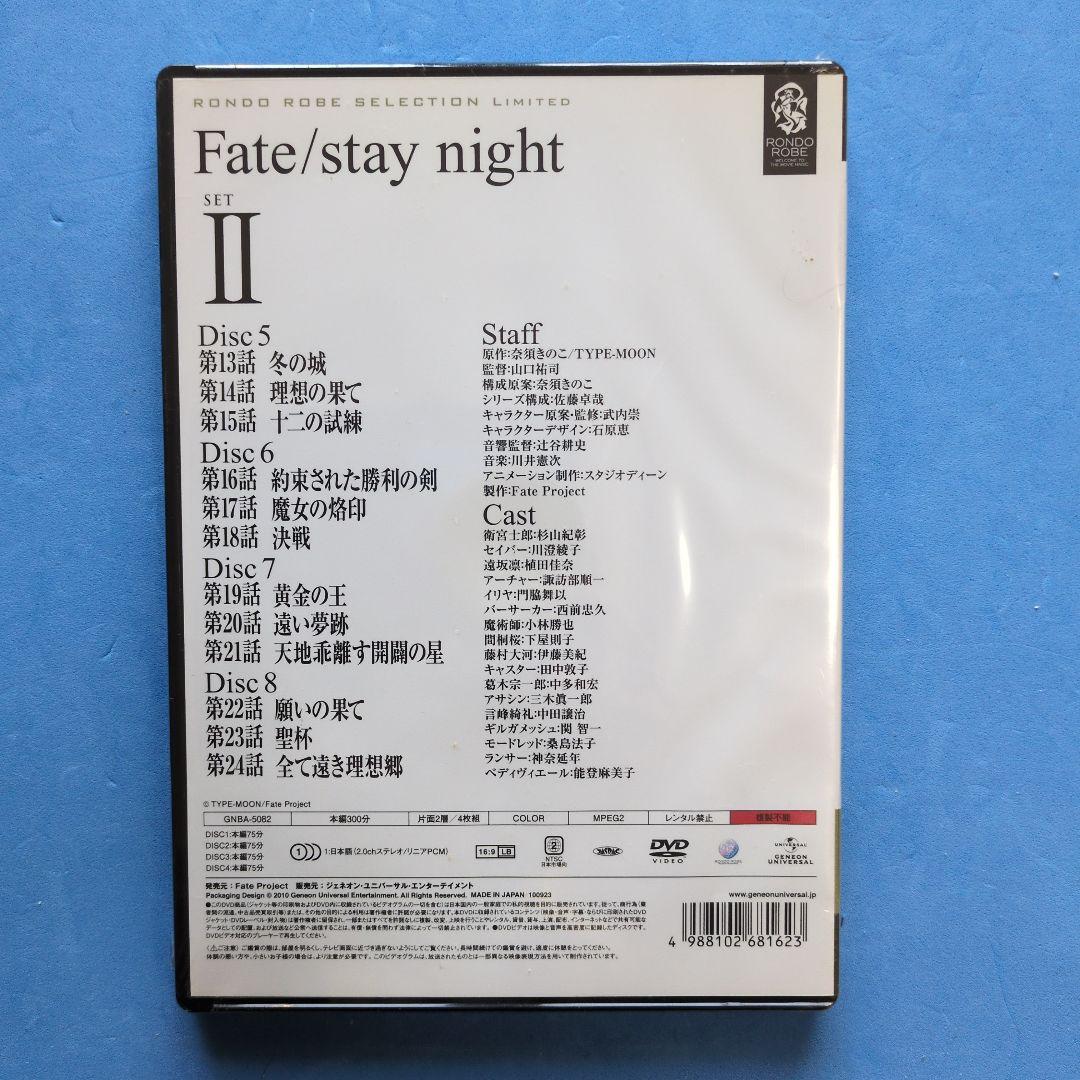 RONDO ROBE SELECTION LIMITED
RONDO
ROBE
WELCOME TO
THE MOVIE MAGIC
Fate/stay night
SET
II
Disc 5
第13話 冬の城
第14話 理想の果て
第15話 十二の試練
Disc 6
第16話 約束された勝利の剣
第17話 魔女の烙印
第18話 決戦
Disc 7
第19話 黄金の王
第20話 遠い夢跡
第21話 天地乖離す開闢の星
Disc 8
第22話 願いの果て
第23話 聖杯
第24話 全て遠き理想郷
Staff
原作:奈須きのこ/TYPE-MOON
監督:山口祐司
構成原案:奈須きのこ
シリーズ構成:佐藤卓哉
キャラクター原案・監修:武内崇
キャラクターデザイン:石原恵
音響監督:辻谷耕史
音楽:川井憲次
アニメーション制作:スタジオディーン
製作:Fate Project
Cast
衛宮士郎:杉山紀彰
セイバー:川澄綾子
遠坂凛:植田佳奈
アーチャー:諏訪部順一
イリヤ:門脇舞以
バーサーカー:西前忠久
魔術師:小林勝也
間桐桜:下屋則子
藤村大河:伊藤美紀
キャスター:田中敦子
葛木宗一郎:中多和宏
アサシン:三木眞一郎
言峰綺礼:中田譲治
ギルガメッシュ:関 智一
モードレッド:桑島法子
ランサー:神奈延年
ベディヴィエール:能登麻美子
© TYPE-MOON/Fate Project
GNBA-5082 本編300分 片面2層/4枚組 COLOR MPEG2 レンタル禁止 複製不能
DISC1:本編75分
DISC2:本編75分
DISC3:本編75分
DISC4:本編75分
1:日本語(2.0chステレオ/リニアPCM)
16:9 LB
2
NTSC
日本市場向
DVD
VIDEO
UNIVERSAL
GENEON
UNIVERSAL
発売元:Fate Project 販売元:ジェネオン・ユニバーサル・エンターテイメント
Packaging Design © 2010 Geneon Universal Entertainment. All Rights Reserved. MADE IN JAPAN 100923
www.geneonuniversal.jp
4 988102 681623